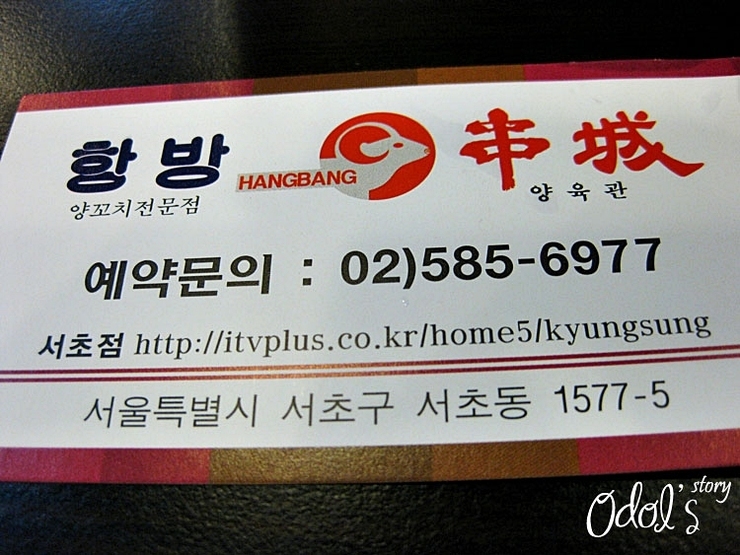 항방 HANGBANG 串城
양꼬치전문점 양육관
예약문의 : 02)585-6977
서초점 http://itvplus.co.kr/home5/kyungsung
서울특별시 서초구 서초동 1577-5
Odol's story